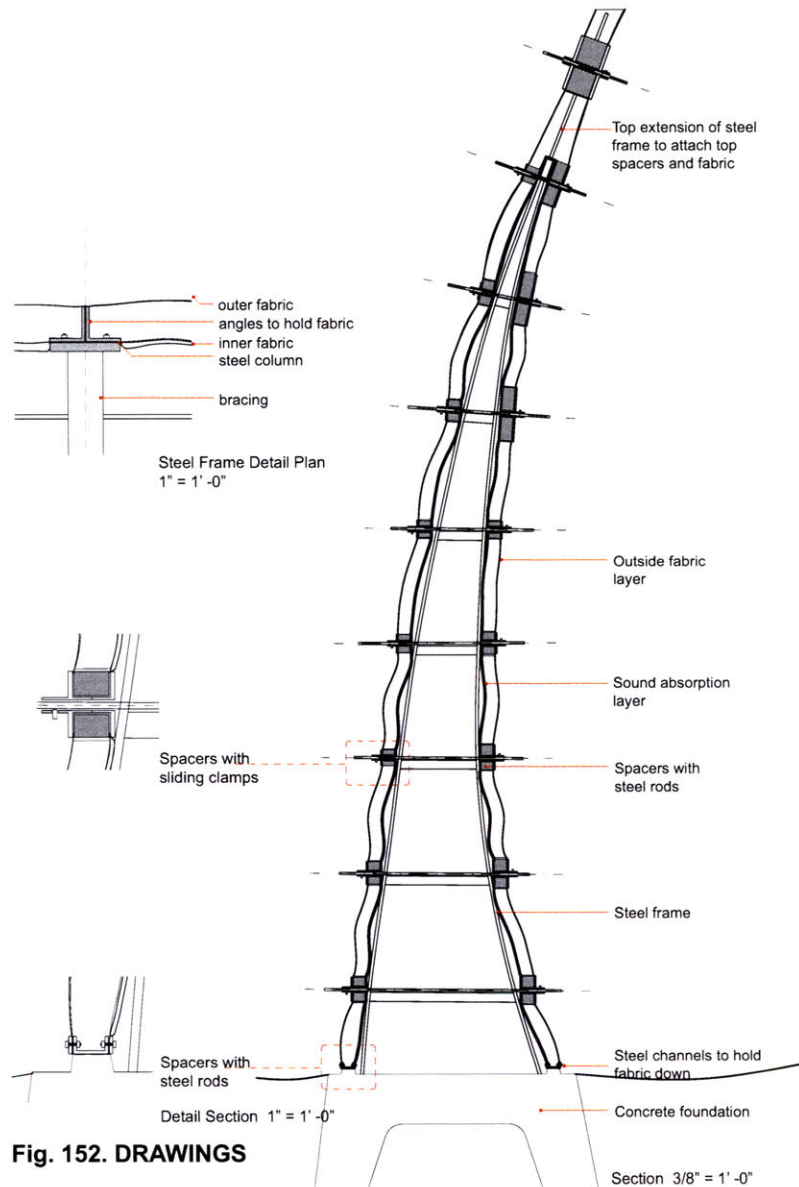 Top extension of steel
frame to attach top
spacers and fabric
outer fabric
angles to hold fabric
inner fabric
steel column
bracing
Steel Frame Detail Plan
1" = 1' -0"
Outside fabric
layer
Sound absorption
layer
Spacers with
sliding clamps
Spacers with
steel rods
Steel frame
Spacers with
steel rods
Steel channels to hold
fabric down
Detail Section 1" = 1' -0"
Concrete foundation
Fig. 152. DRAWINGS
Section 3/8" = 1' -0"